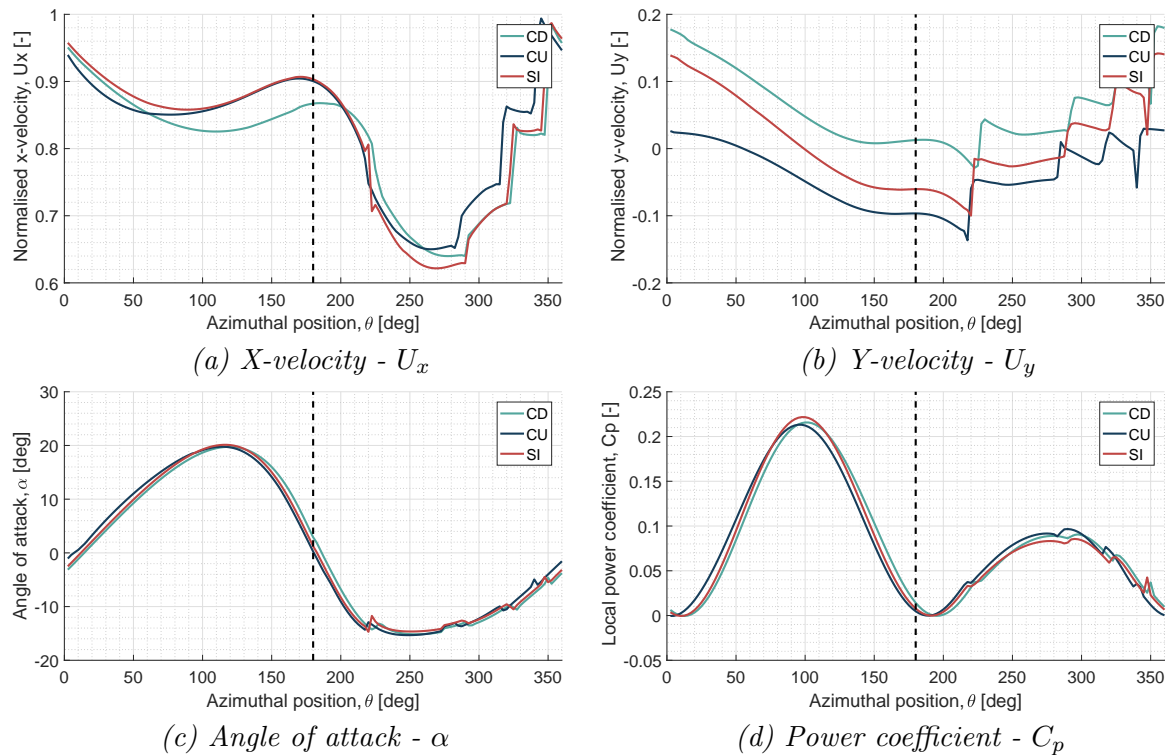 Normalised x-velocity, Ux [-]
1
0.9
0.8
0.7
0.6
0 50 100 150 200 250 300 350
Azimuthal position, θ [deg]
CD
CU
SI
(a) X-velocity - Uₓ
Normalised y-velocity, Uy [-]
0.2
0.1
0
-0.1
-0.2
0 50 100 150 200 250 300 350
Azimuthal position, θ [deg]
CD
CU
SI
(b) Y-velocity - U_y
Angle of attack, α [deg]
30
20
10
0
-10
-20
0 50 100 150 200 250 300 350
Azimuthal position, θ [deg]
CD
CU
SI
(c) Angle of attack - α
Local power coefficient, Cp [-]
0.25
0.2
0.15
0.1
0.05
0
-0.05
0 50 100 150 200 250 300 350
Azimuthal position, θ [deg]
CD
CU
SI
(d) Power coefficient - C_p